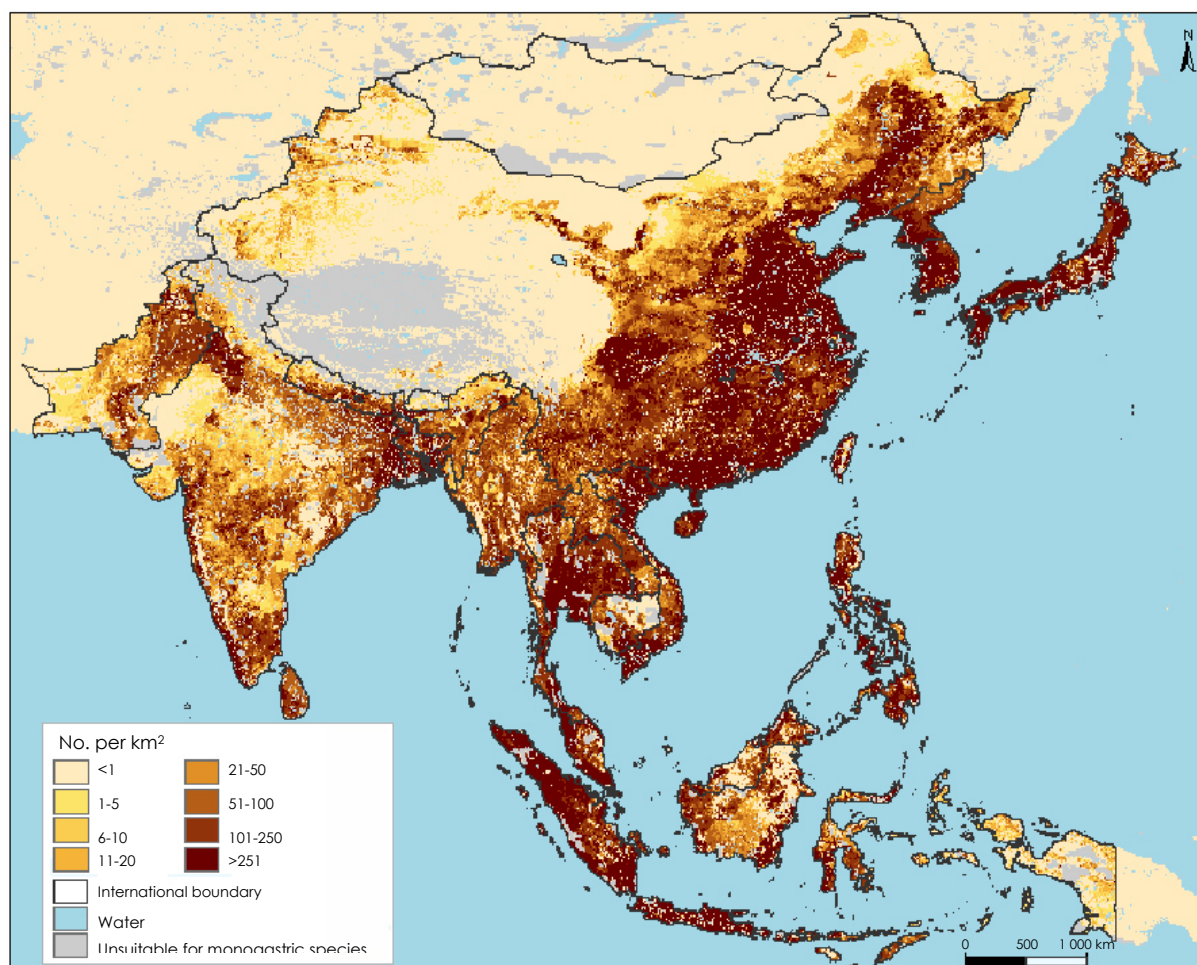 N
No. per km²
<1
21-50
1-5
51-100
6-10
101-250
11-20
>251
International boundary
Water
Unsuitable for monogastric species
0 500 1 000 km